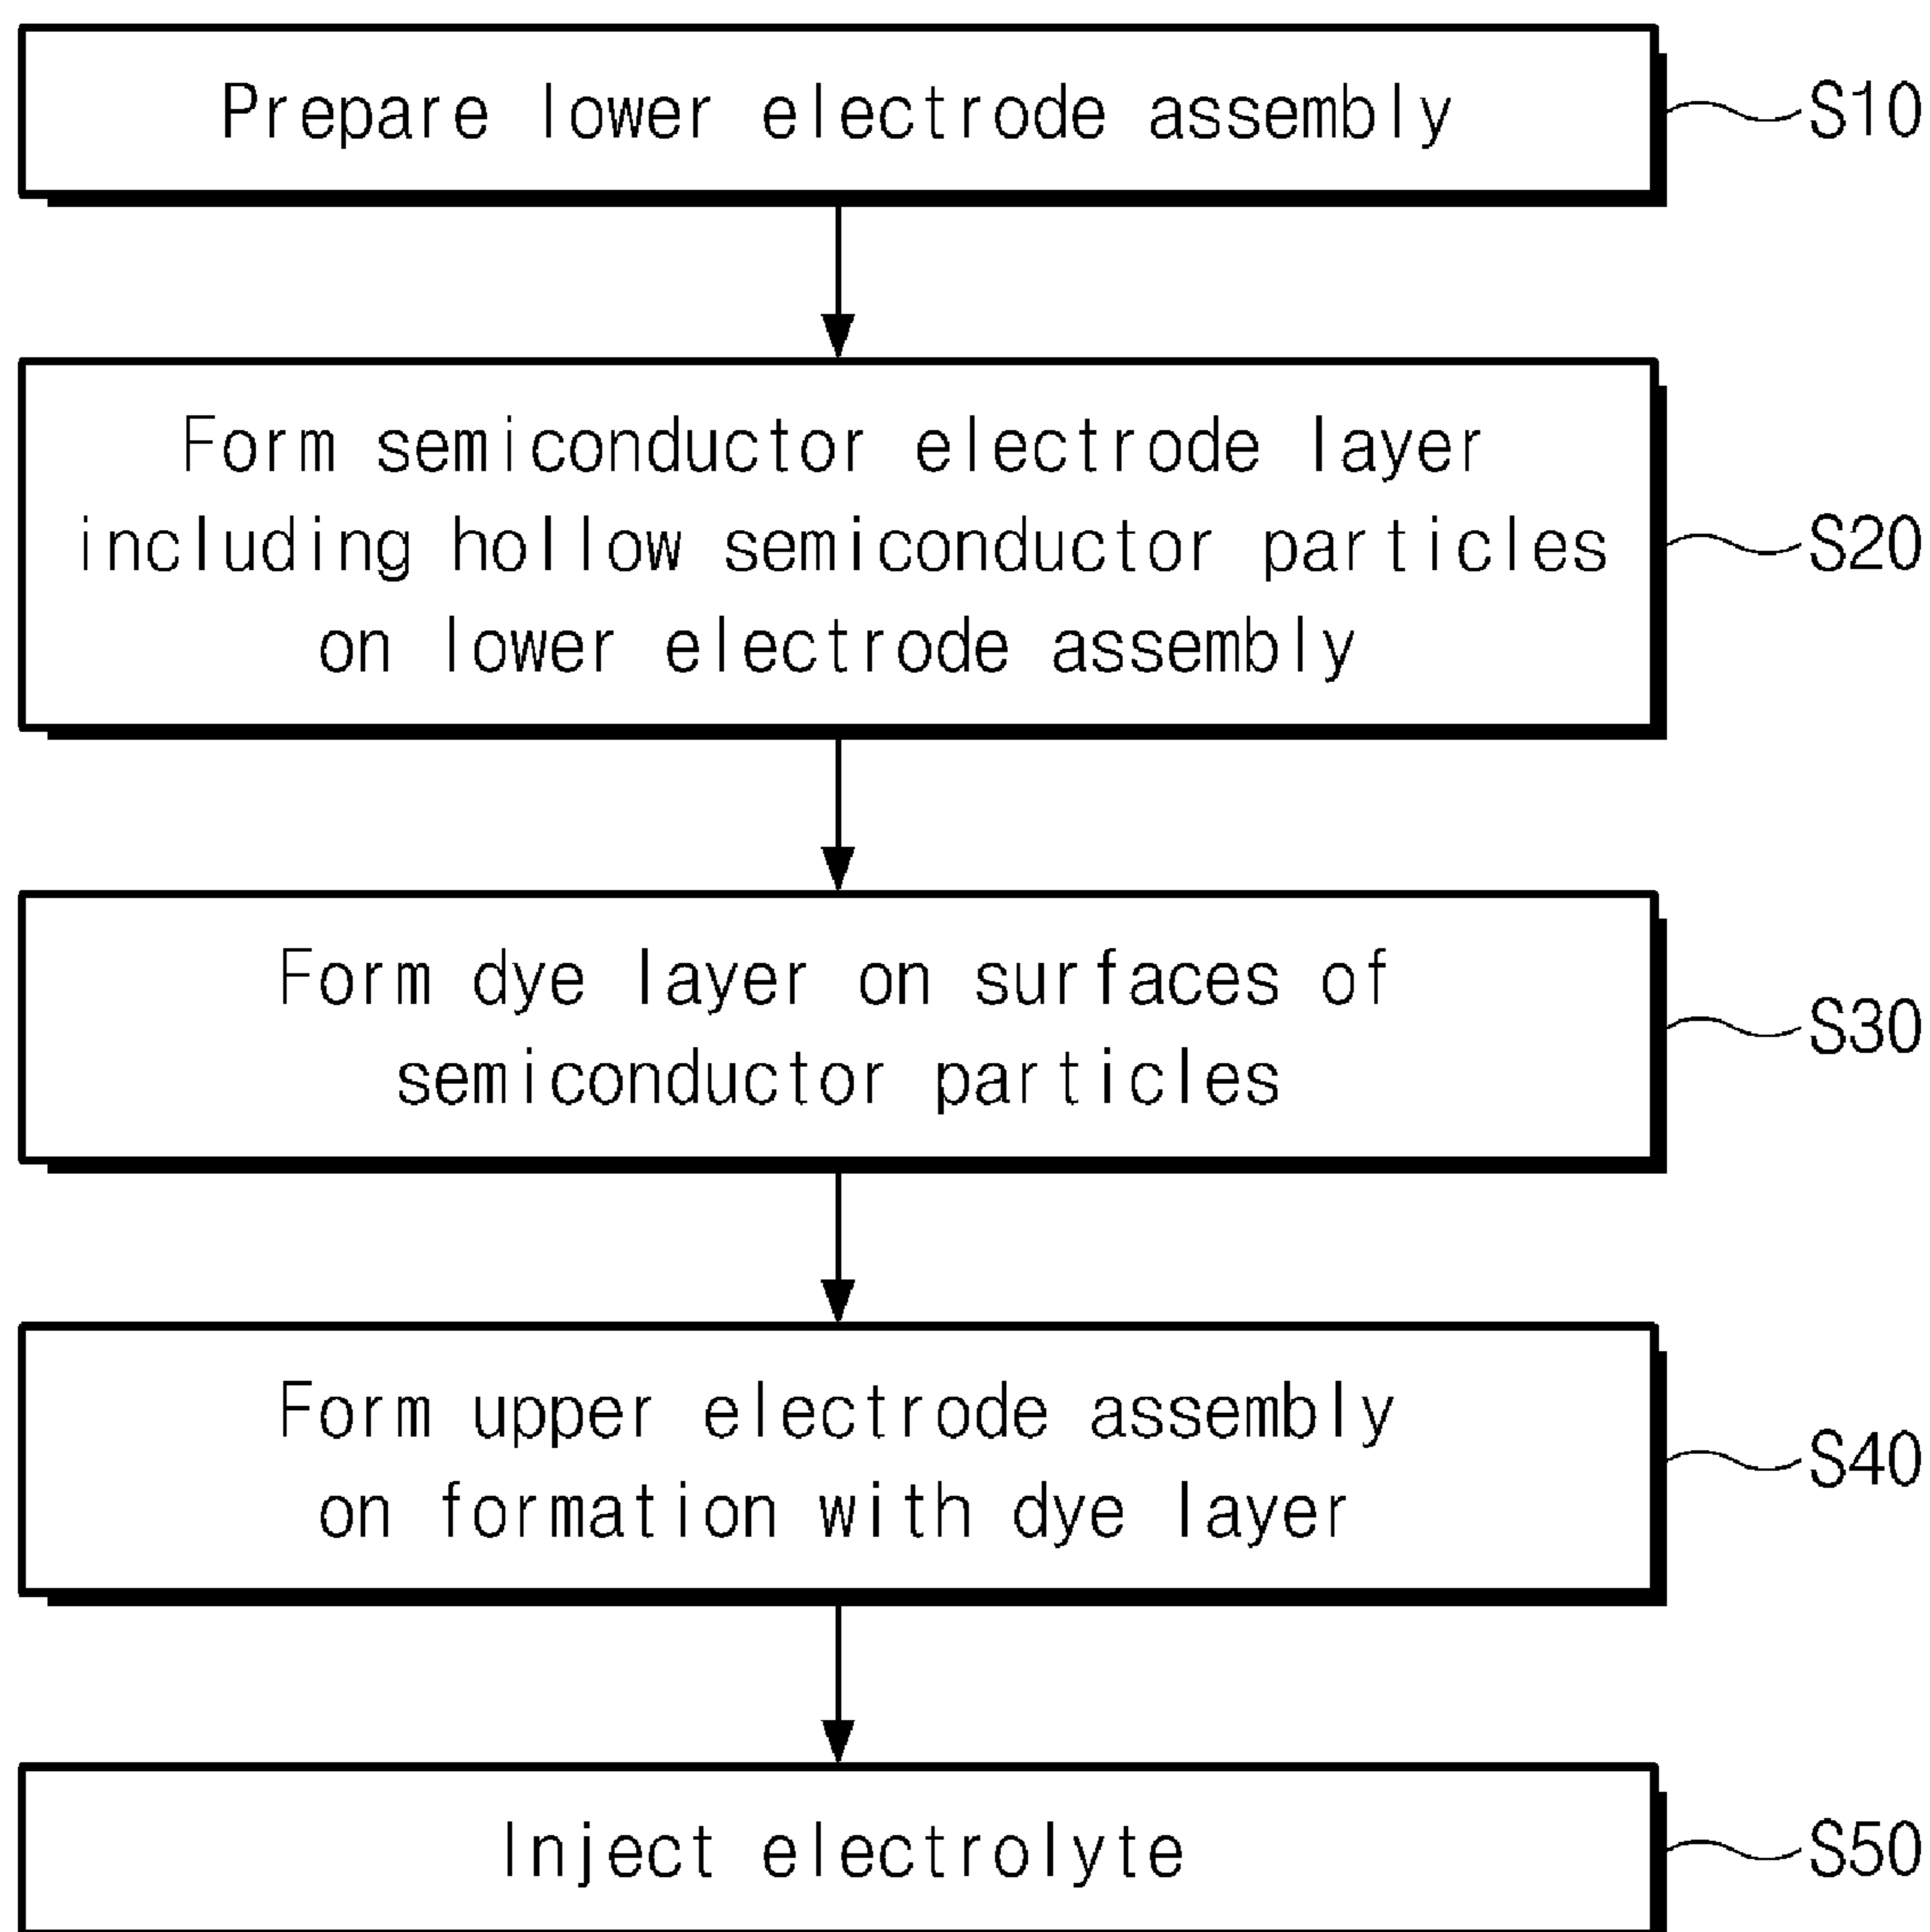 Prepare lower electrode assembly
S10
Form semiconductor electrode layer
including hollow semiconductor particles
on lower electrode assembly
S20
Form dye layer on surfaces of
semiconductor particles
S30
Form upper electrode assembly
on formation with dye layer
S40
Inject electrolyte
S50